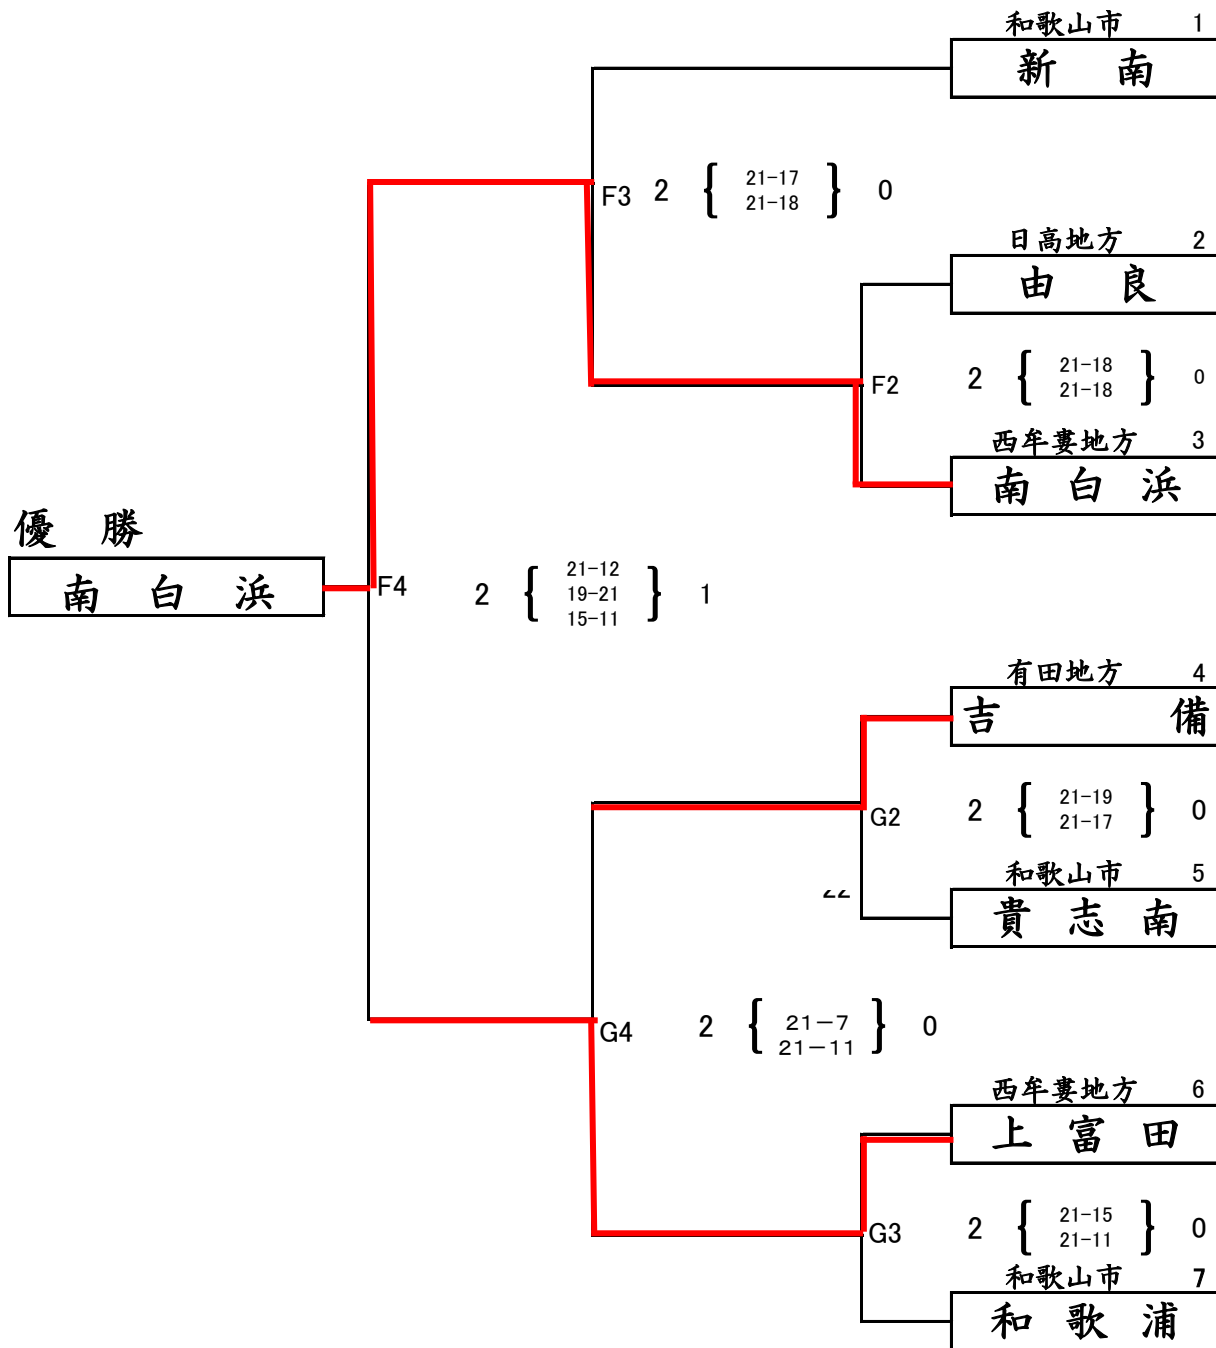 和歌山市 1
新 南
F3 2 { 21-17 } 0
21-18
日高地方 2
由 良
F2 2 { 21-18 } 0
21-18
西牟婁地方 3
南 白 浜
優 勝
南 白 浜
F4 2 { 21-12 } 1
19-21
15-11
有田地方 4
吉 備
G2 2 { 21-19 } 0
21-17
和歌山市 5
貴 志 南
G4 2 { 21-7 } 0
21-11
西牟婁地方 6
上 富 田
G3 2 { 21-15 } 0
21-11
和歌山市 7
和 歌 浦